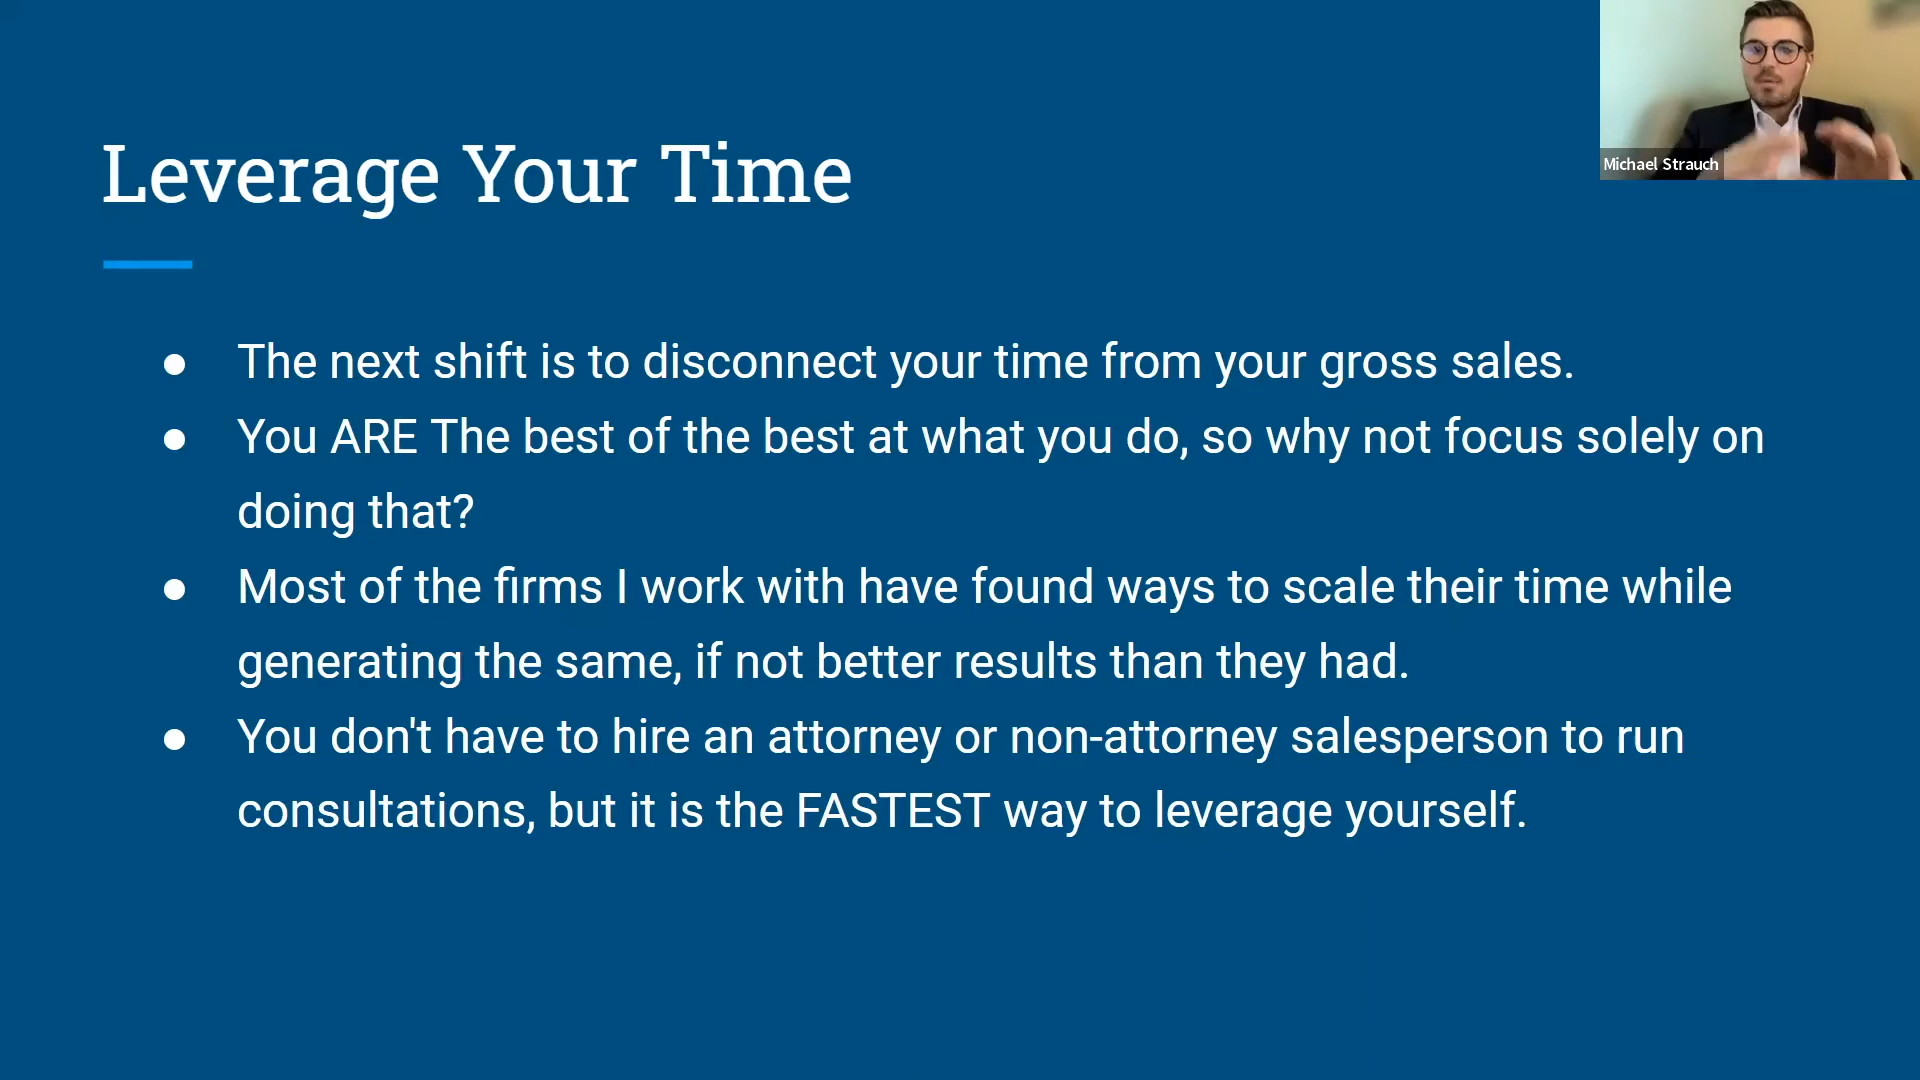 Leverage Your Time
Michael Strauch
● The next shift is to disconnect your time from your gross sales.
● You ARE The best of the best at what you do, so why not focus solely on
doing that?
● Most of the firms I work with have found ways to scale their time while
generating the same, if not better results than they had.
● You don't have to hire an attorney or non-attorney salesperson to run
consultations, but it is the FASTEST way to leverage yourself.